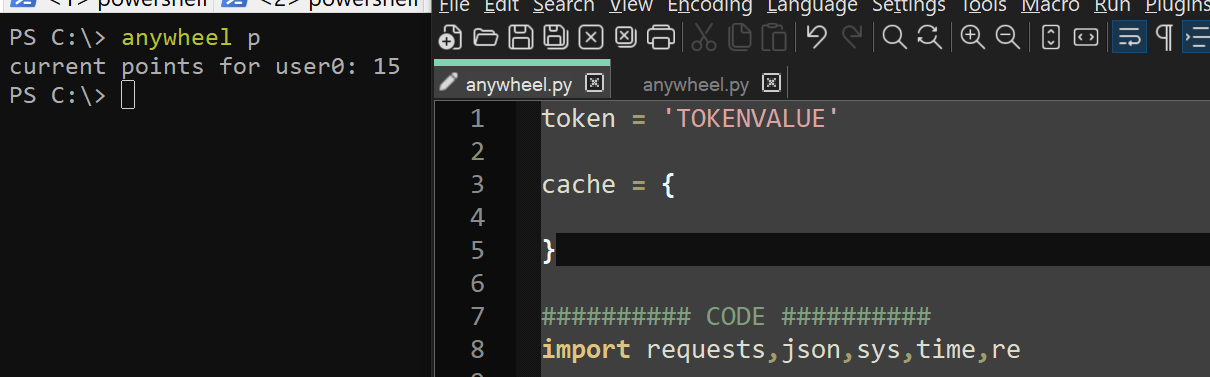 <1> powershell <2> powershell
PS C:\> anywheel p
current points for user0: 15
PS C:\>
File Edit Search View Encoding Language Settings Tools Macro Run Plugins
anywheel.py anywheel.py
1 token = 'TOKENVALUE'
2
3 cache = {
4
5 }
6
7 ########## CODE ##########
8 import requests,json,sys,time,re